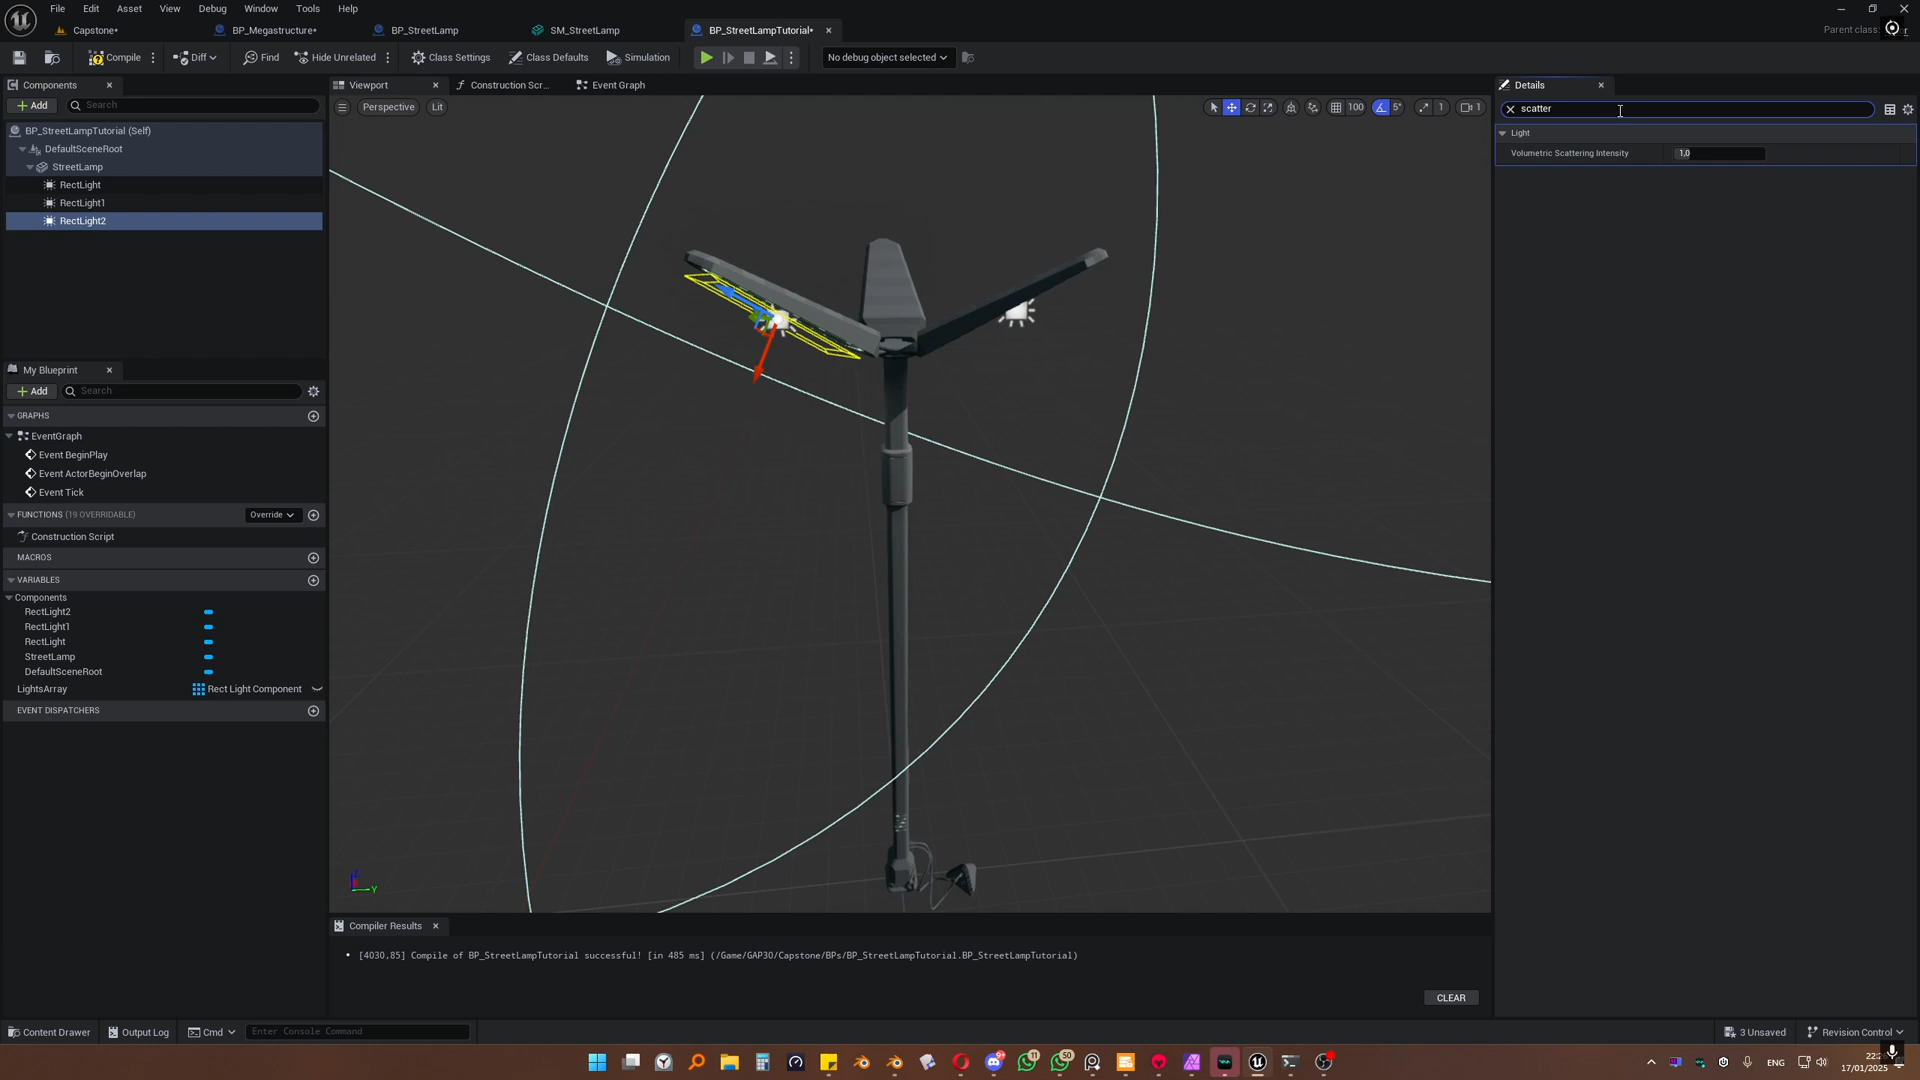 File Edit Asset View Debug Window Tools Help
Capstone* BP_Megastructure* BP_StreetLamp SM_StreetLamp BP_StreetLampTutorial*
Parent class:
Compile Diff Find Hide Unrelated Class Settings Class Defaults Simulation No debug object selected
Components Viewport Construction Scr... Event Graph Details
Add Search Perspective Lit 100 5° 1 1 scatter
BP_StreetLampTutorial (Self)
Light
DefaultSceneRoot
Volumetric Scattering Intensity 1,0
StreetLamp
RectLight
RectLight1
RectLight2
My Blueprint
Add Search
GRAPHS
EventGraph
Event BeginPlay
Event ActorBeginOverlap
Event Tick
FUNCTIONS (19 OVERRIDABLE) Override
Construction Script
MACROS
VARIABLES
Components
RectLight2
RectLight1
RectLight
StreetLamp
DefaultSceneRoot
LightsArray Rect Light Component
EVENT DISPATCHERS
Z
Y
Compiler Results
[4030,85] Compile of BP_StreetLampTutorial successful! [in 485 ms] (/Game/GAP30/Capstone/BPs/BP_StreetLampTutorial.BP_StreetLampTutorial)
CLEAR
Content Drawer Output Log Cmd Enter Console Command 3 Unsaved Revision Control
ENG
17/01/2025